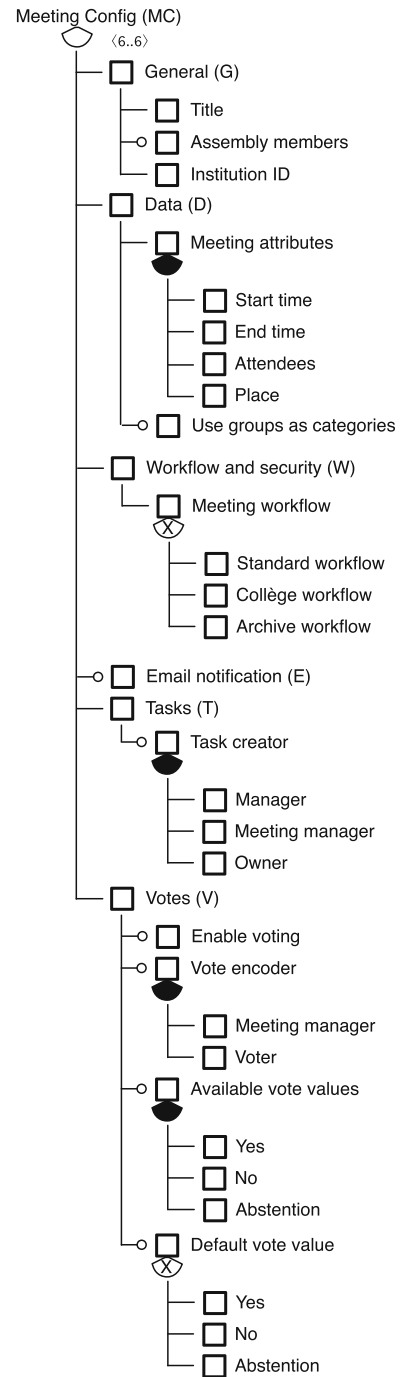 Meeting Config (MC)
⟨6..6⟩
General (G)
Title
Assembly members
Institution ID
Data (D)
Meeting attributes
Start time
End time
Attendees
Place
Use groups as categories
Workflow and security (W)
Meeting workflow
X
Standard workflow
Collège workflow
Archive workflow
Email notification (E)
Tasks (T)
Task creator
Manager
Meeting manager
Owner
Votes (V)
Enable voting
Vote encoder
Meeting manager
Voter
Available vote values
Yes
No
Abstention
Default vote value
X
Yes
No
Abstention